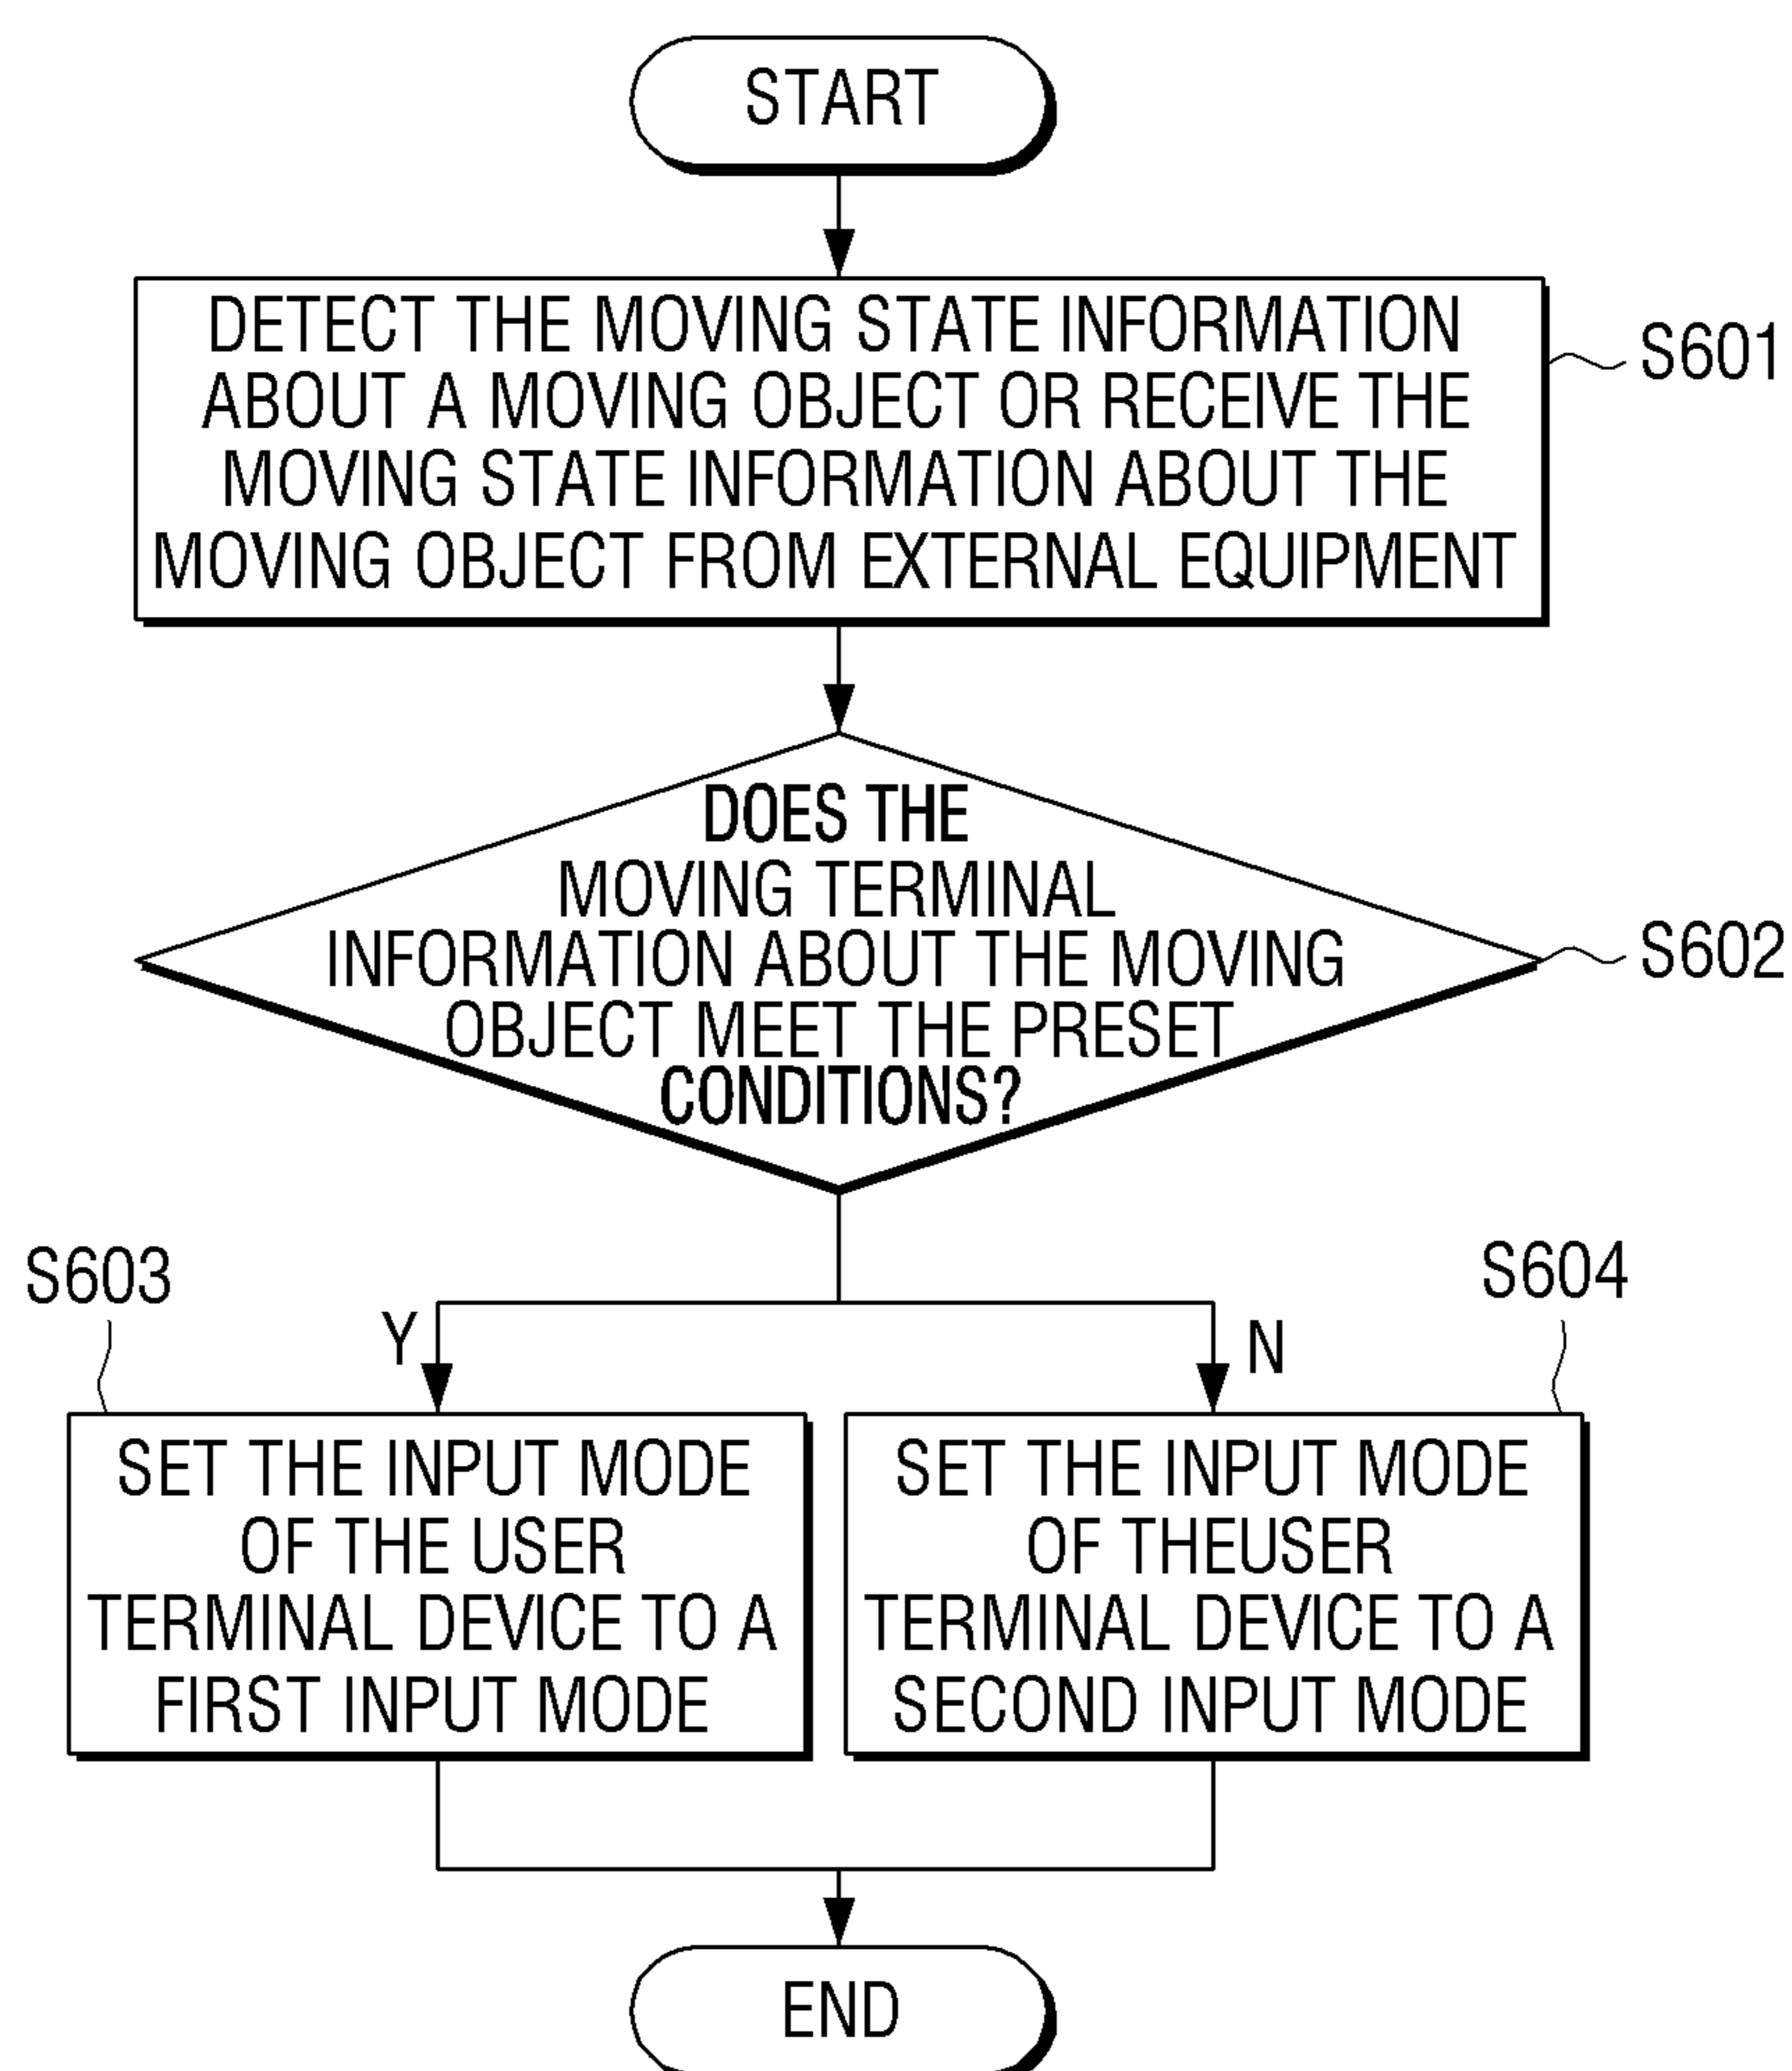 START
DETECT THE MOVING STATE INFORMATION
ABOUT A MOVING OBJECT OR RECEIVE THE
MOVING STATE INFORMATION ABOUT THE
MOVING OBJECT FROM EXTERNAL EQUIPMENT
S601
DOES THE
MOVING TERMINAL
INFORMATION ABOUT THE MOVING
OBJECT MEET THE PRESET
CONDITIONS?
S602
S603
S604
Y
N
SET THE INPUT MODE
OF THE USER
TERMINAL DEVICE TO A
FIRST INPUT MODE
SET THE INPUT MODE
OF THEUSER
TERMINAL DEVICE TO A
SECOND INPUT MODE
END